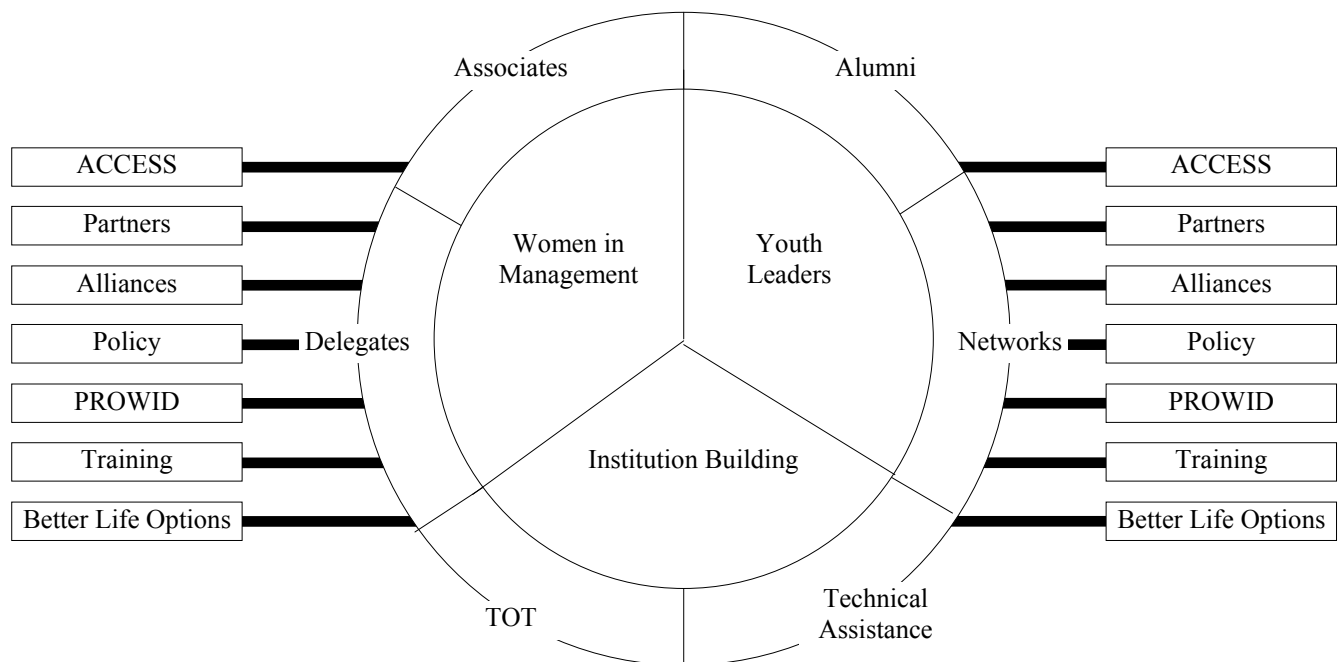 Associates
Alumni
ACCESS
ACCESS
Partners
Partners
Women in
Management
Youth
Leaders
Alliances
Alliances
Policy
Delegates
Networks
Policy
PROWID
PROWID
Training
Institution Building
Training
Better Life Options
Better Life Options
TOT
Technical
Assistance